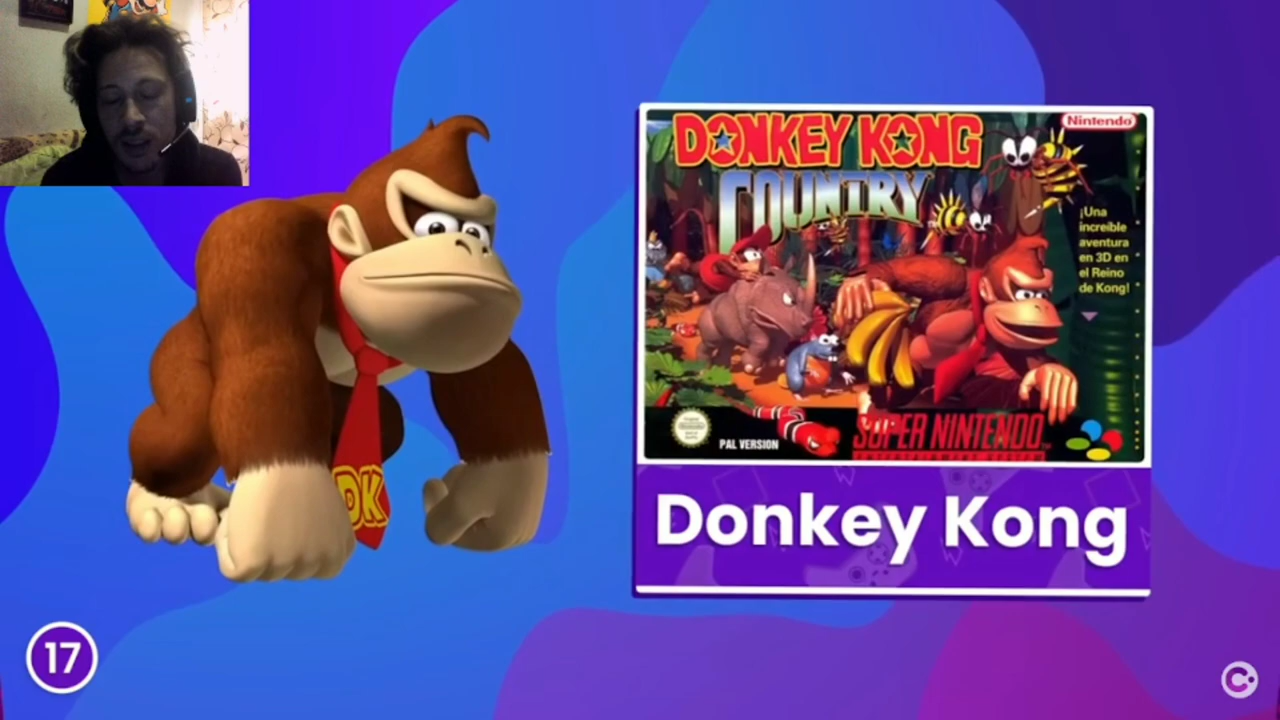 DONKEY KONG
COUNTRY
Nintendo
¡Una
increíble
aventura
en 3D en
el Reino
de Kong!
PAL VERSION
SUPER NINTENDO
DK
Donkey Kong
17